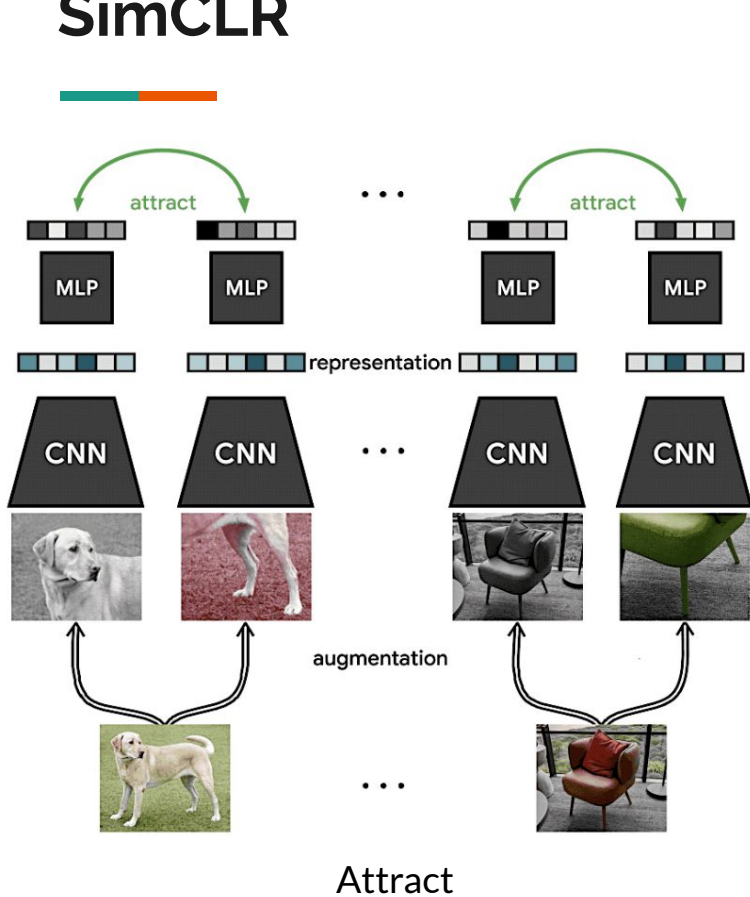 SimCLR
attract
...
attract
MLP
MLP
MLP
MLP
representation
CNN
CNN
...
CNN
CNN
augmentation
...
Attract